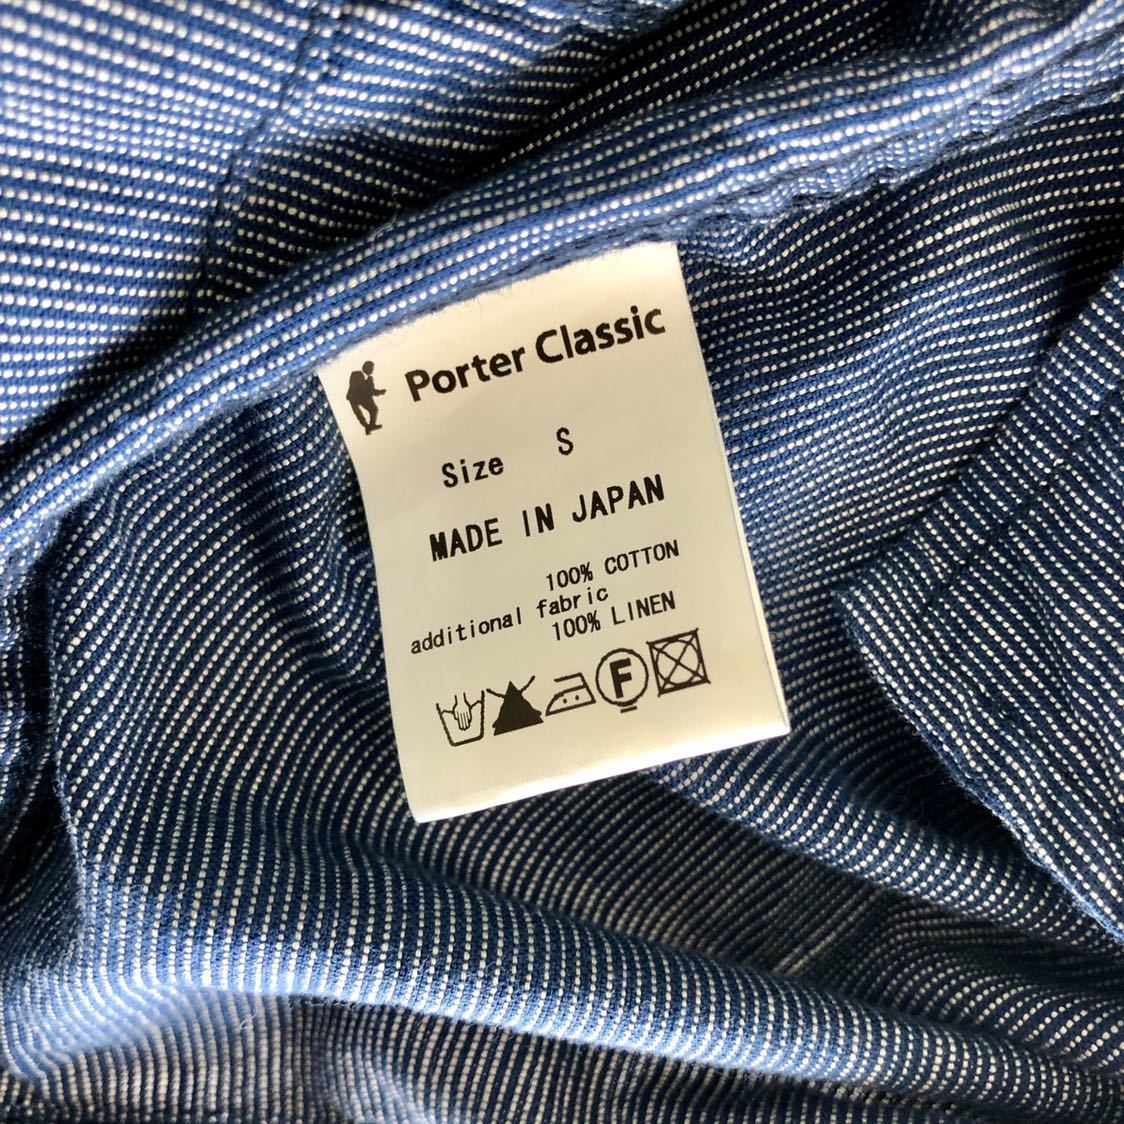 Porter Classic
Size S
MADE IN JAPAN
100% COTTON
additional fabric
100% LINEN
F